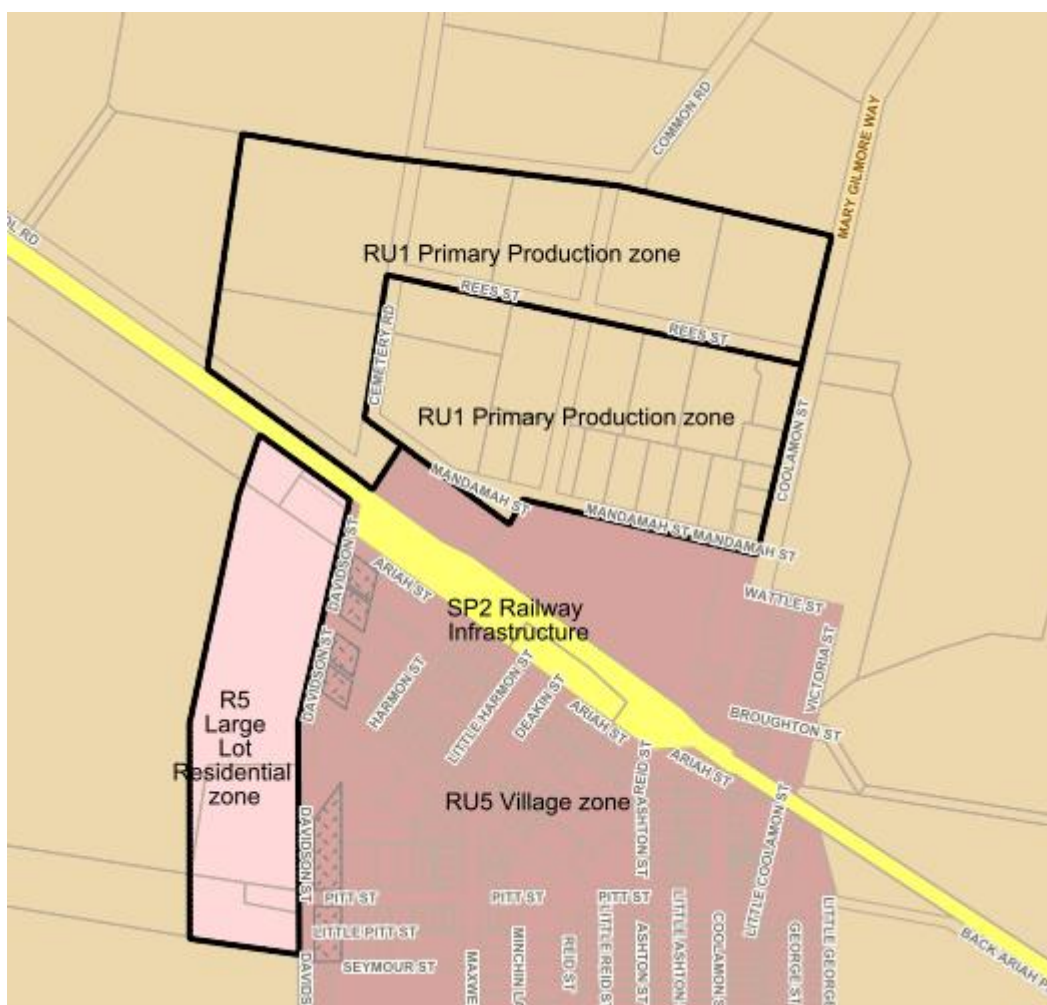 COMMON RD
MARY GILMORE WAY
OL RD
RU1 Primary Production zone
REES ST
REES ST
CEMETERY RD
RU1 Primary Production zone
COOLAMON ST
MANDAMAH ST
MANDAMAH ST MANDAMAH ST
DAVIDSON ST
ARIAH ST
WATTLE ST
SP2 Railway
Infrastructure
DAVIDSON ST
HARMON ST
LITTLE HARMON ST
DEAKIN ST
ARIAH ST
VICTORIA ST
BROUGHTON ST
R5
Large
Lot
Residential
zone
REID ST
ARIAH ST
RU5 Village zone
ASHTON ST
LITTLE COOLAMON ST
DAVIDSON ST
PITT ST
PITT ST
PITT ST
LITTLE PITT ST
SEYMOUR ST
DAVIDS
MAXWE
MINCHIN L
REID ST
LITTLE REID S
ASHTON ST
LITTLE ASHTON
COOLAMON S
GEORGE ST
LITTLE GEORGE
BACK ARIAH P